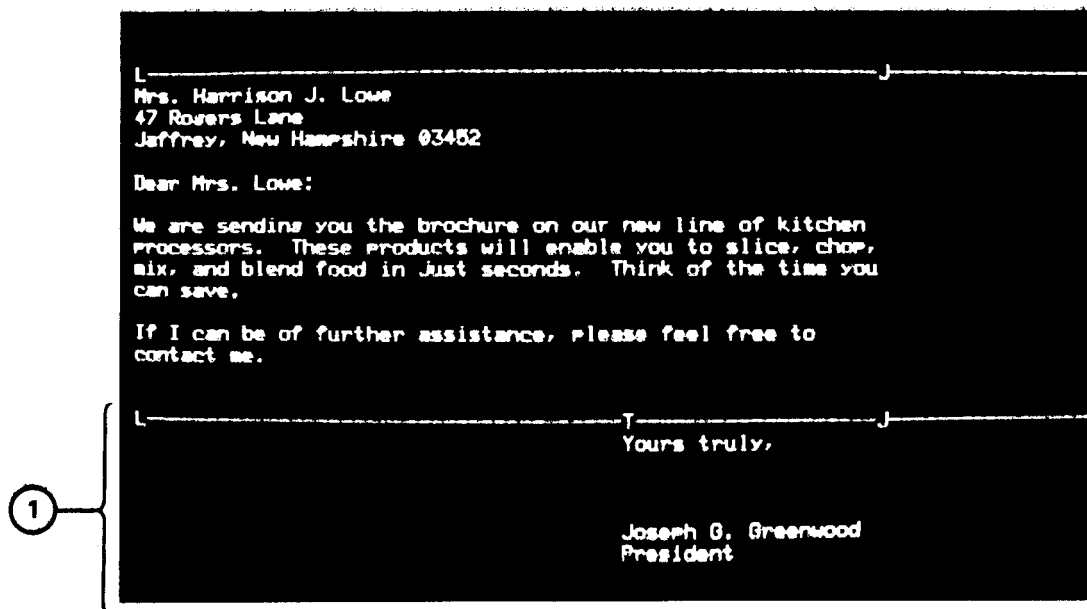 L J
Mrs. Harrison J. Lowe
47 Rogers Lane
Jaffrey, New Hampshire 03452
Dear Mrs. Lowe:
We are sending you the brochure on our new line of kitchen
processors. These products will enable you to slice, chop,
mix, and blend food in just seconds. Think of the time you
can save.
If I can be of further assistance, please feel free to
contact me.
L T J
Yours truly,
1
Joseph G. Greenwood
President